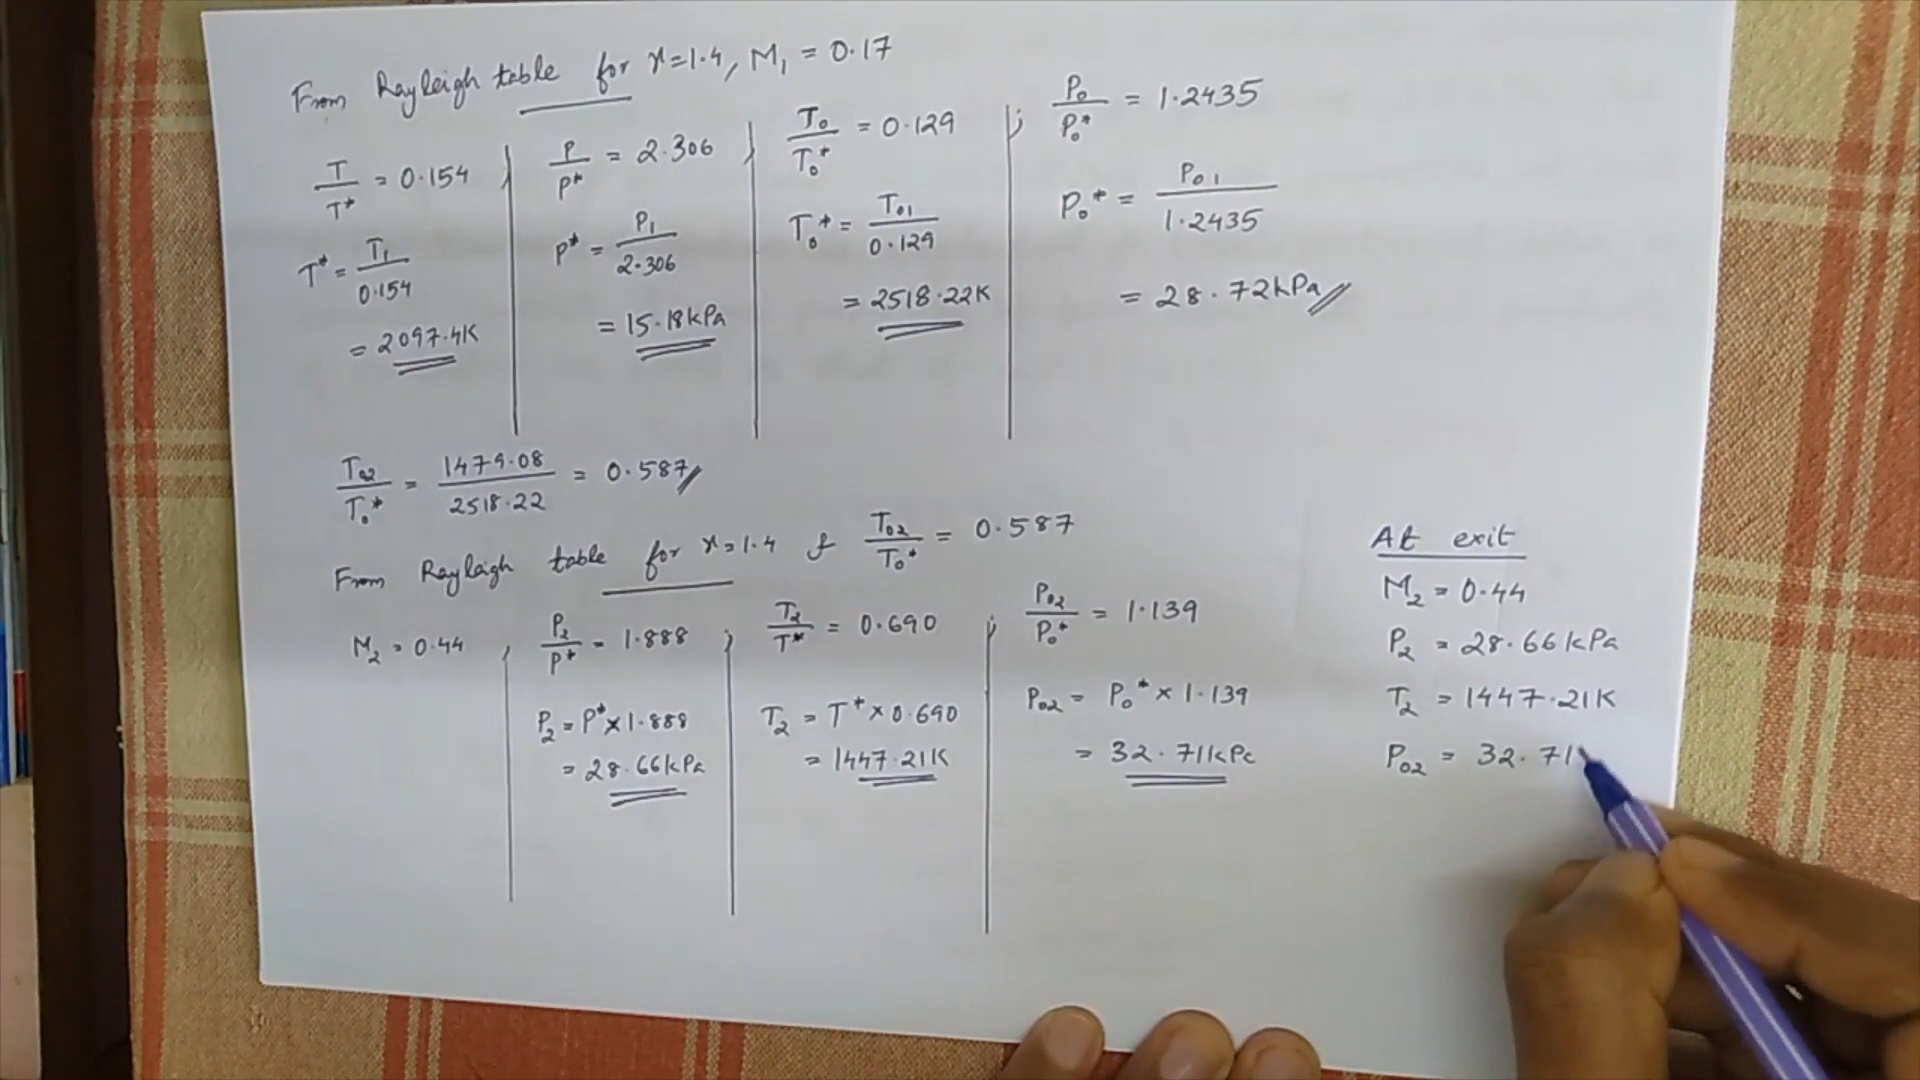 From Rayleigh table for γ=1.4, M₁ = 0.17
T/T* = 0.154 ; P/P* = 2.306 ; T₀/T₀* = 0.129 ; P₀/P₀* = 1.2435
T* = T₁/0.154
= 2097.4K
P* = P₁/2.306
= 15.18kPa
T₀* = T₀₁/0.129
= 2518.22K
P₀* = P₀₁/1.2435
= 28.72kPa
T₀₂/T₀* = 1479.08/2518.22 = 0.587
From Rayleigh table for γ=1.4 & T₀₂/T₀* = 0.587
M₂ = 0.44 , P₂/P* = 1.888 ; T₂/T* = 0.690 ; P₀₂/P₀* = 1.139
P₂ = P* × 1.888
= 28.66kPa
T₂ = T* × 0.690
= 1447.21K
P₀₂ = P₀* × 1.139
= 32.71kPa
At exit
M₂ = 0.44
P₂ = 28.66kPa
T₂ = 1447.21K
P₀₂ = 32.71